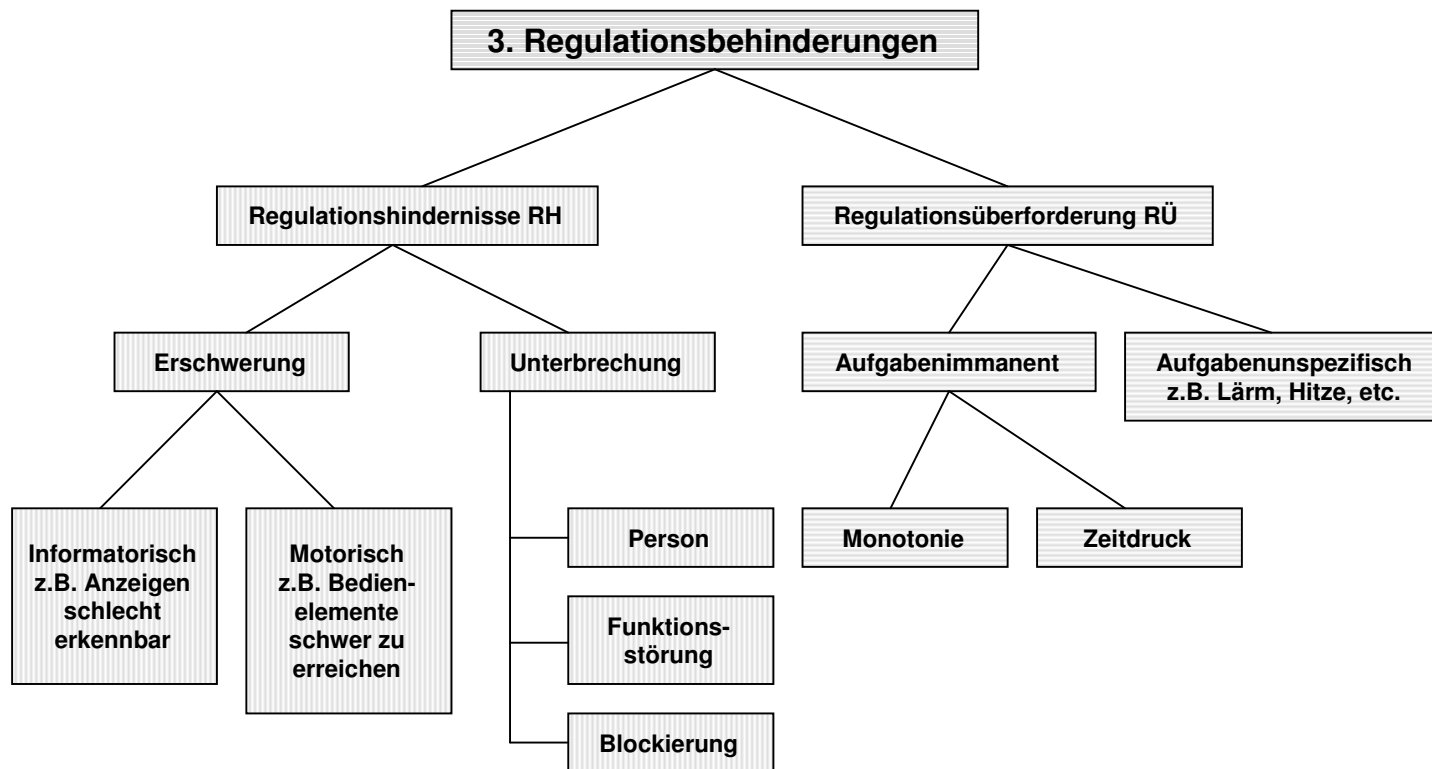 3. Regulationsbehinderungen
Regulationshindernisse RH
Regulationsüberforderung RÜ
Erschwerung
Unterbrechung
Aufgabenimmanent
Aufgabenunspezifisch
z.B. Lärm, Hitze, etc.
Informatorisch
z.B. Anzeigen
schlecht
erkennbar
Motorisch
z.B. Bedien-
elemente
schwer zu
erreichen
Person
Funktions-
störung
Blockierung
Monotonie
Zeitdruck